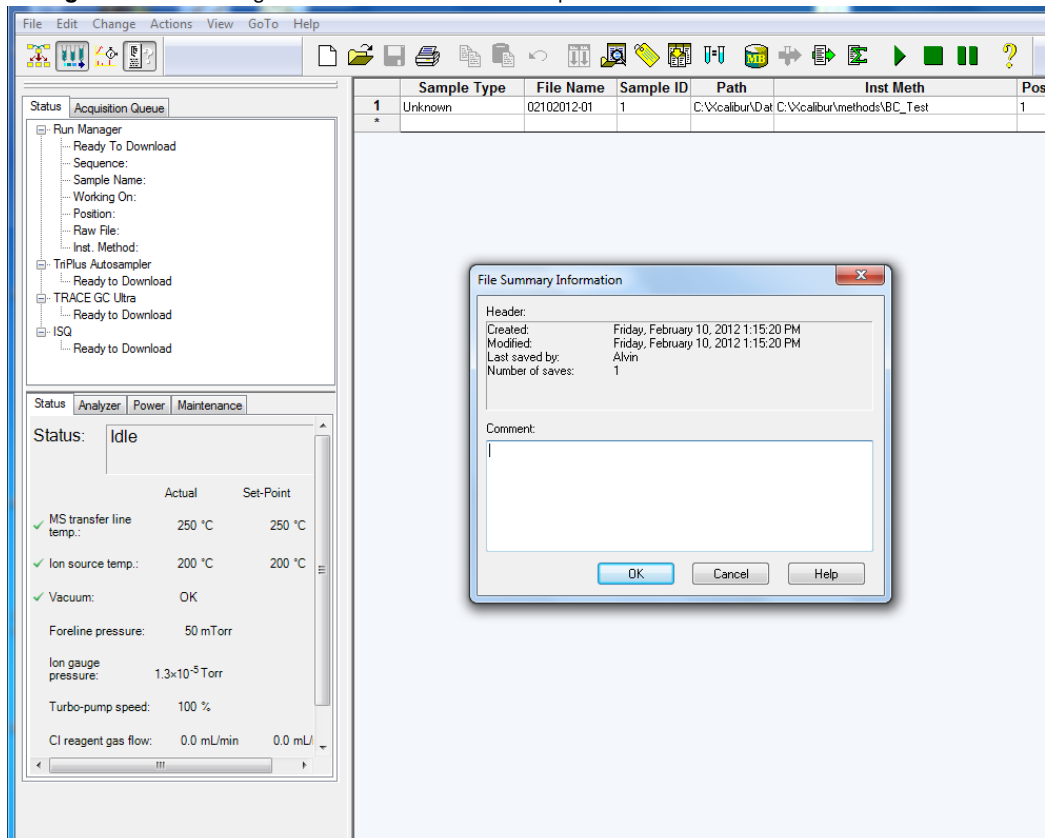 File Edit Change Actions View GoTo Help
Sample Type File Name Sample ID Path Inst Meth Pos
1 Unknown 02102012-01 1 C:\Xcalibur\Dat C:\Xcalibur\methods\BC_Test 1
*
Status Acquisition Queue
Run Manager
Ready To Download
Sequence:
Sample Name:
Working On:
Position:
Raw File:
Inst. Method:
TriPlus Autosampler
Ready to Download
TRACE GC Ultra
Ready to Download
ISQ
Ready to Download
File Summary Information
Header:
Created: Friday, February 10, 2012 1:15:20 PM
Modified: Friday, February 10, 2012 1:15:20 PM
Last saved by: Alvin
Number of saves: 1
Comment:
OK Cancel Help
Status Analyzer Power Maintenance
Status: Idle
Actual Set-Point
MS transfer line temp.: 250 °C 250 °C
Ion source temp.: 200 °C 200 °C
Vacuum: OK
Foreline pressure: 50 mTorr
Ion gauge pressure: 1.3×10⁻⁵ Torr
Turbo-pump speed: 100 %
CI reagent gas flow: 0.0 mL/min 0.0 mL/